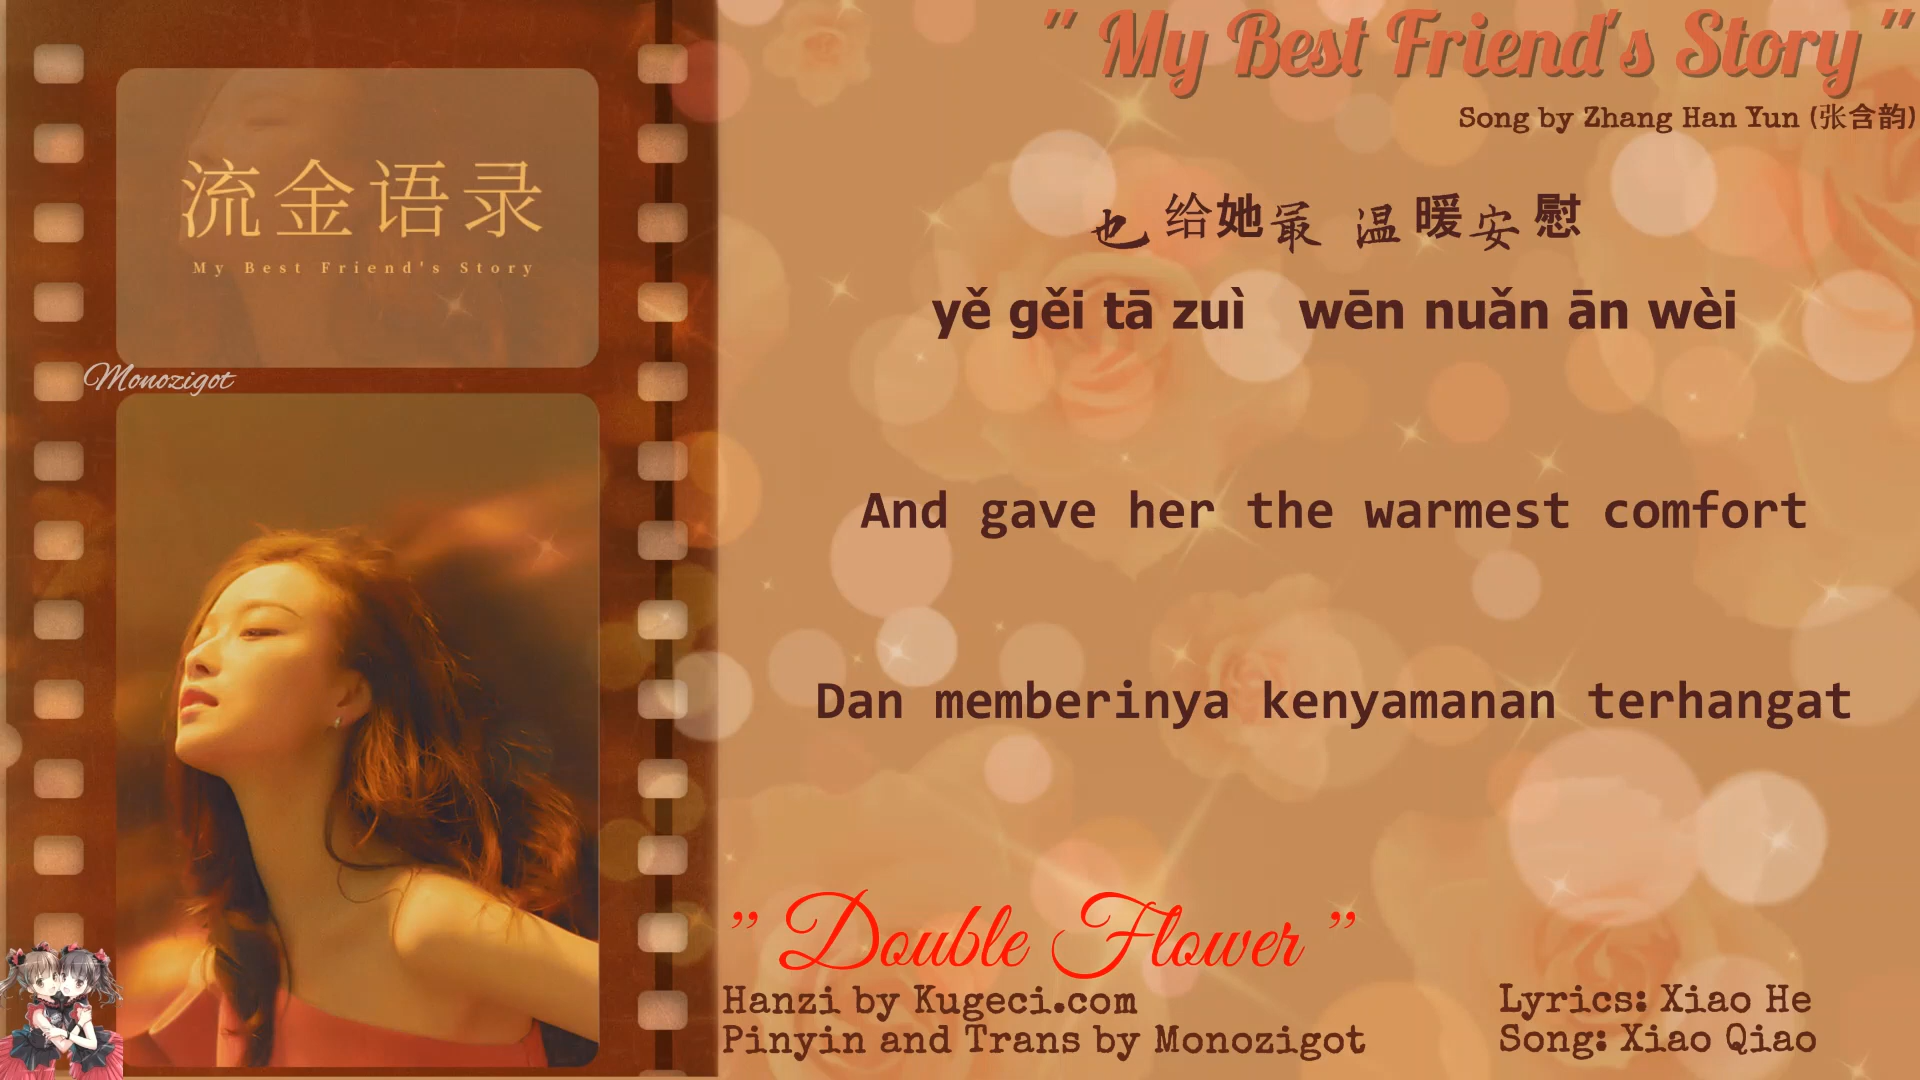 流金语录
My Best Friend's Story
Monozigot
" My Best Friend's Story "
Song by Zhang Han Yun (张含韵)
也给她最 温暖安慰
yě gěi tā zuì wēn nuǎn ān wèi
And gave her the warmest comfort
Dan memberinya kenyamanan terhangat
" Double Flower "
Hanzi by Kugeci.com
Pinyin and Trans by Monozigot
Lyrics: Xiao He
Song: Xiao Qiao